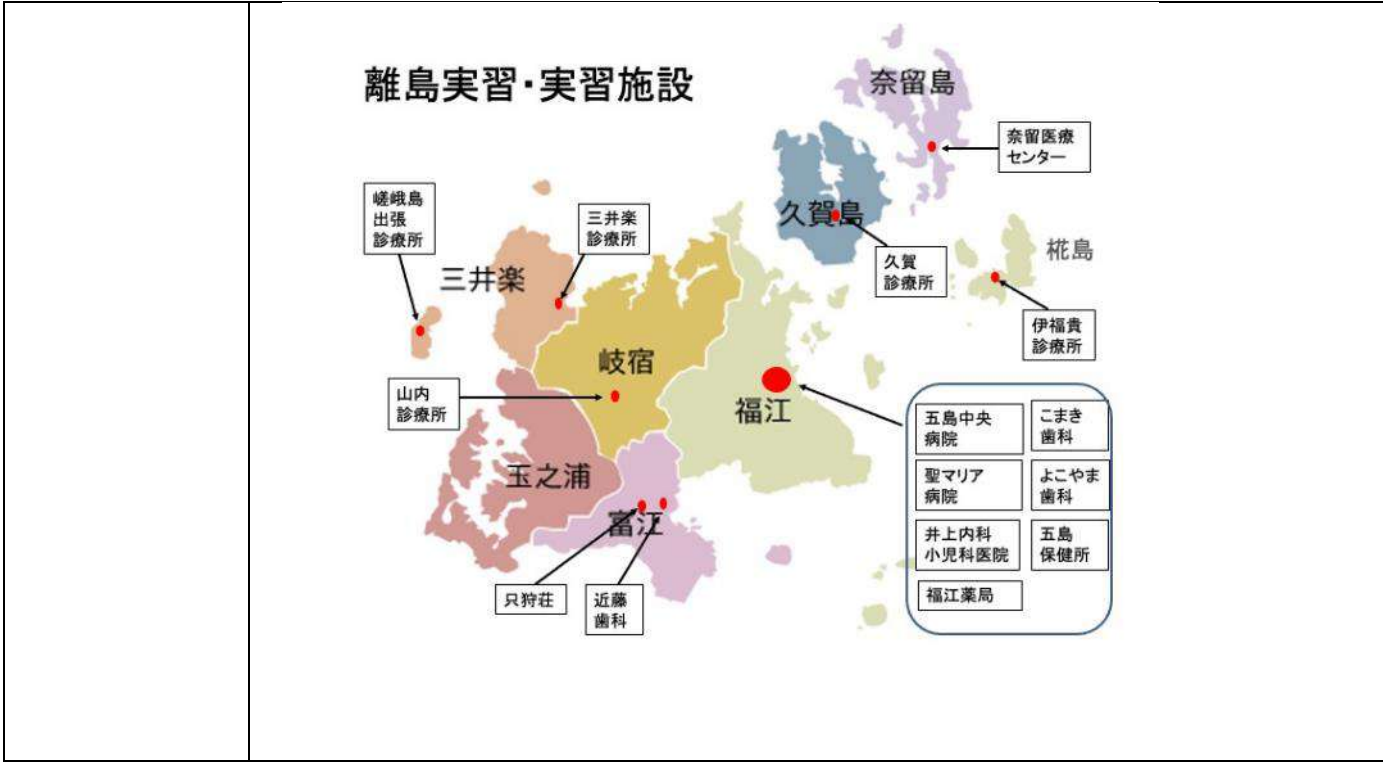 離島実習・実習施設
奈留島
奈留医療
センター
嵯峨島
出張
診療所
三井楽
診療所
久賀島
久賀
診療所
椛島
三井楽
伊福貴
診療所
岐宿
山内
診療所
福江
玉之浦
富江
只狩荘
近藤
歯科
五島中央
病院
こまき
歯科
聖マリア
病院
よこやま
歯科
井上内科
小児科医院
五島
保健所
福江薬局